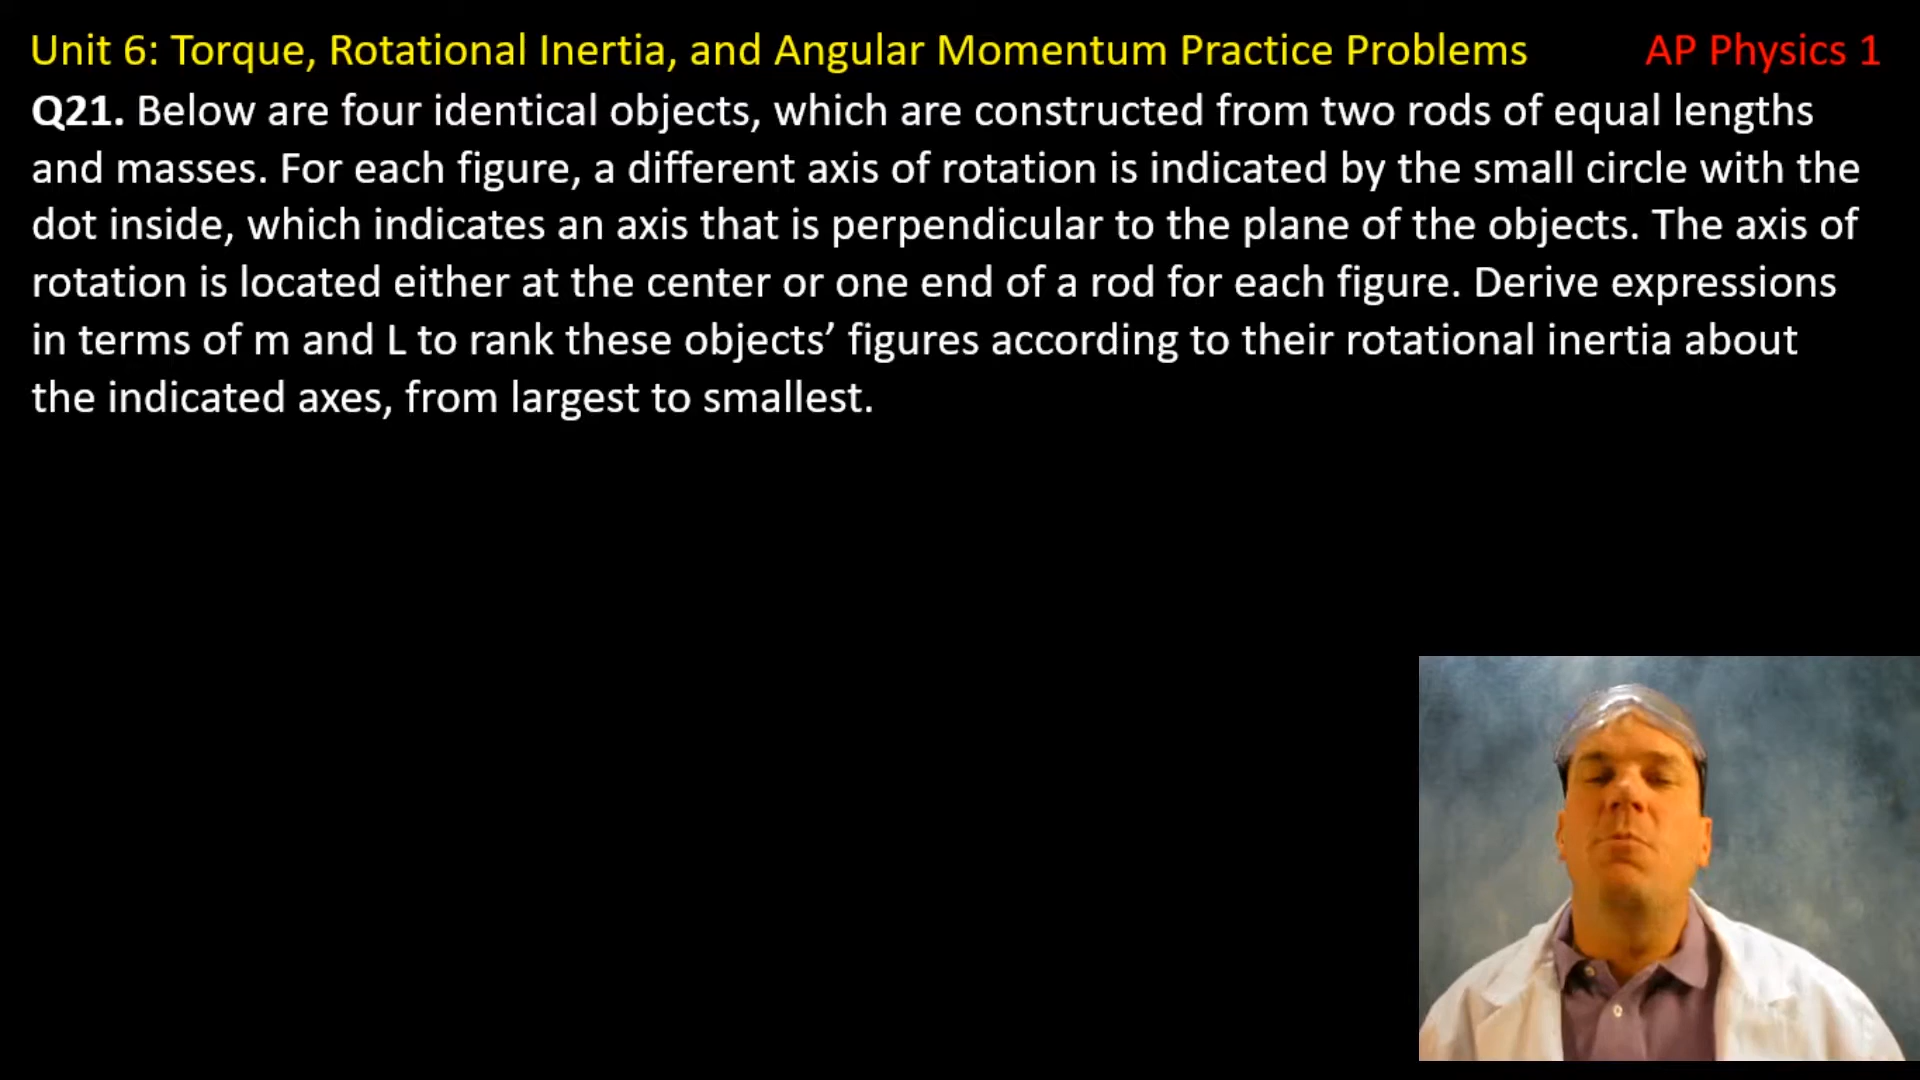 Unit 6: Torque, Rotational Inertia, and Angular Momentum Practice Problems AP Physics 1
Q21. Below are four identical objects, which are constructed from two rods of equal lengths
and masses. For each figure, a different axis of rotation is indicated by the small circle with the
dot inside, which indicates an axis that is perpendicular to the plane of the objects. The axis of
rotation is located either at the center or one end of a rod for each figure. Derive expressions
in terms of m and L to rank these objects’ figures according to their rotational inertia about
the indicated axes, from largest to smallest.